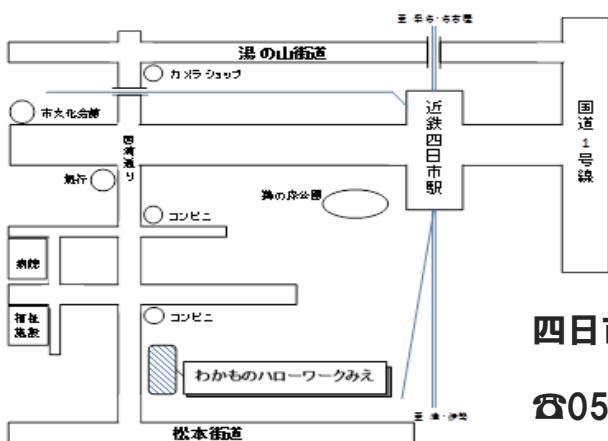 至 桑名・名古屋
湯の山街道
カメラショップ
市文化会館
近鉄四日市駅
国道1号線
銀行
鵜の森公園
コンビニ
病院
福祉
施設
コンビニ
わかものハローワークみえ
四日市
☎05
松本街道
至 津・伊勢